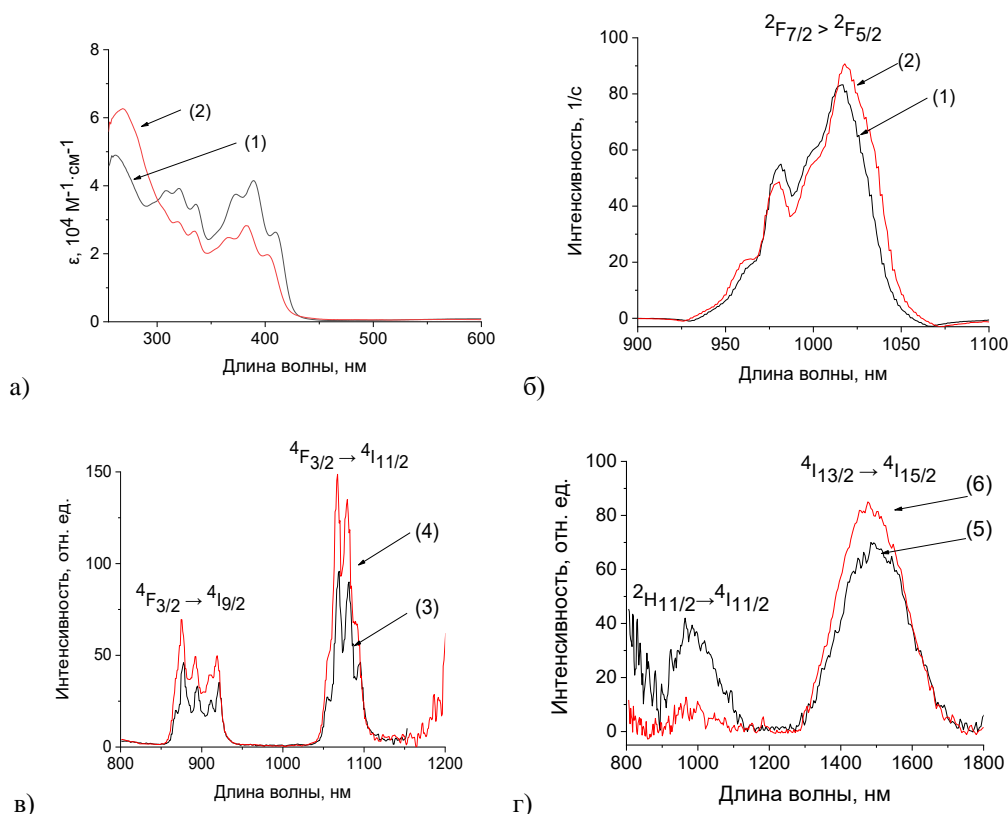 8
6
4
2
0
ε, 10⁴ M⁻¹·см⁻¹
(2)
(1)
300 400 500 600
Длина волны, нм
а)
²F₇/₂ > ²F₅/₂
100
80
60
40
20
0
Интенсивность, 1/с
(2)
(1)
900 950 1000 1050 1100
Длина волны, нм
б)
⁴F₃/₂ → ⁴I₁₁/₂
150
100
50
0
Интенсивность, отн. ед.
(4)
(3)
⁴F₃/₂ → ⁴I₉/₂
800 900 1000 1100 1200
Длина волны, нм
в)
100
80
60
40
20
0
Интенсивность, отн. ед.
⁴I₁₃/₂ → ⁴I₁₅/₂
(6)
(5)
²H₁₁/₂→⁴I₁₁/₂
800 1000 1200 1400 1600 1800
Длина волны, нм
г)